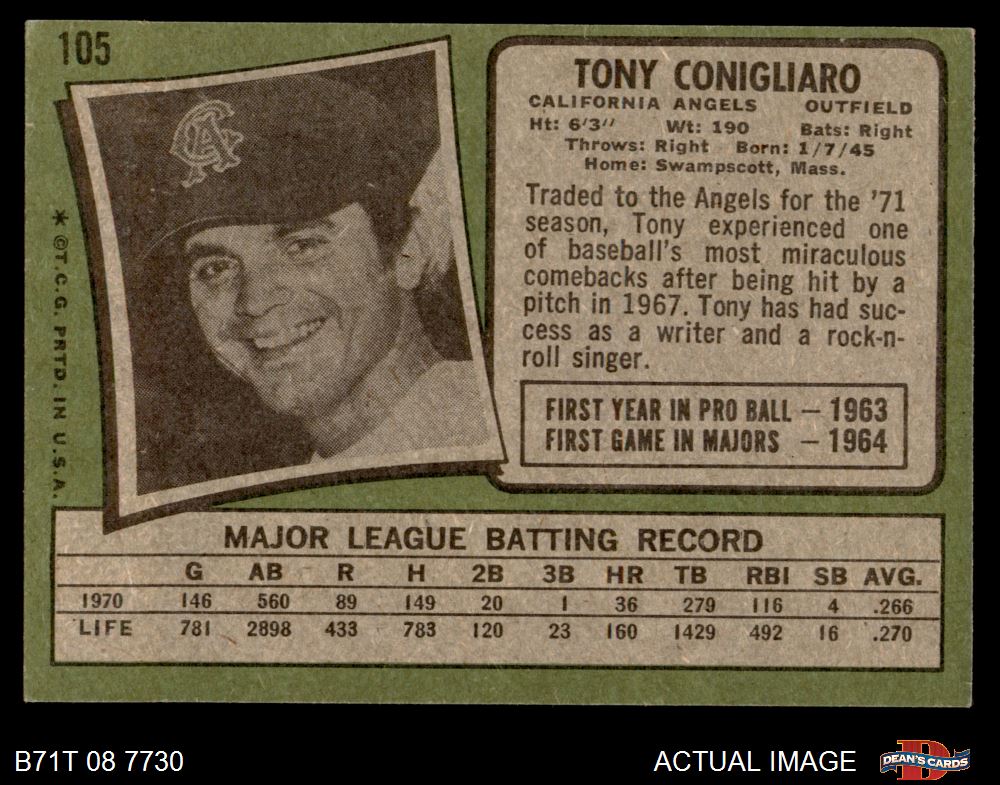 105
CA
TONY CONIGLIARO
CALIFORNIA ANGELS OUTFIELD
Ht: 6'3" Wt: 190 Bats: Right
Throws: Right Born: 1/7/45
Home: Swampscott, Mass.
Traded to the Angels for the '71
season, Tony experienced one
of baseball's most miraculous
comebacks after being hit by a
pitch in 1967. Tony has had suc-
cess as a writer and a rock-n-
roll singer.
FIRST YEAR IN PRO BALL — 1963
FIRST GAME IN MAJORS — 1964
* ©T.C.G. PRTD. IN U.S.A.
MAJOR LEAGUE BATTING RECORD
G AB R H 2B 3B HR TB RBI SB AVG.
1970 146 560 89 149 20 1 36 279 116 4 .266
LIFE 781 2898 433 783 120 23 160 1429 492 16 .270
B71T 08 7730
ACTUAL IMAGE
DEAN'S CARDS